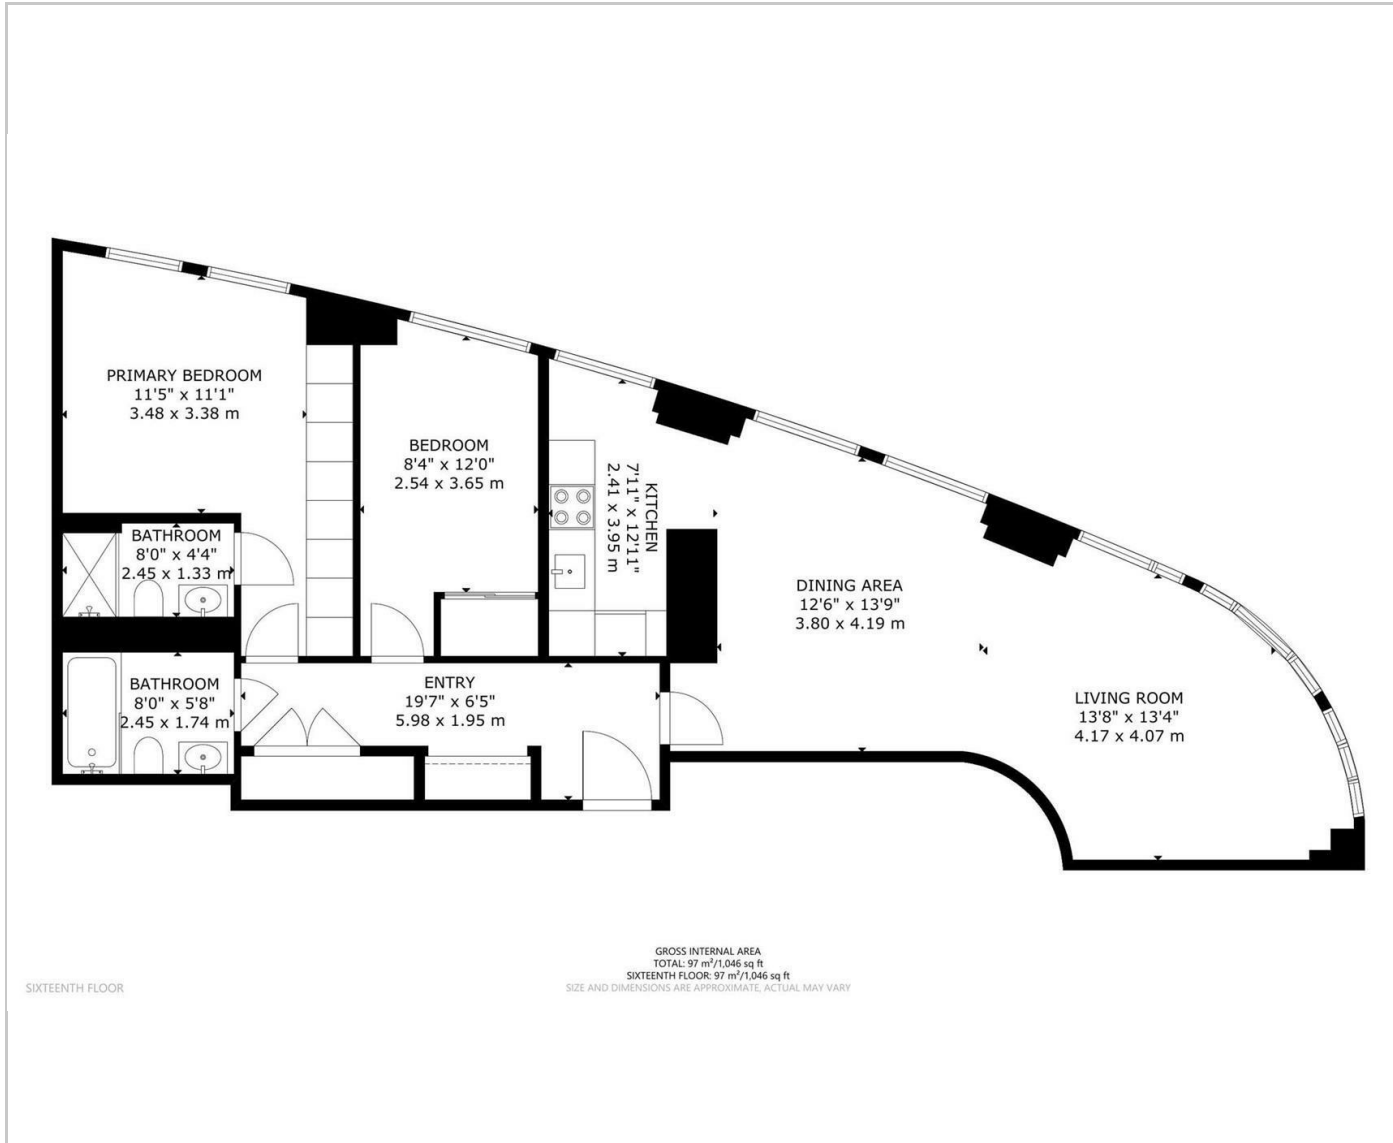 PRIMARY BEDROOM
11'5" x 11'1"
3.48 x 3.38 m
BEDROOM
8'4" x 12'0"
2.54 x 3.65 m
KITCHEN
7'11" x 12'11"
2.41 x 3.95 m
BATHROOM
8'0" x 4'4"
2.45 x 1.33 m
DINING AREA
12'6" x 13'9"
3.80 x 4.19 m
BATHROOM
8'0" x 5'8"
2.45 x 1.74 m
ENTRY
19'7" x 6'5"
5.98 x 1.95 m
LIVING ROOM
13'8" x 13'4"
4.17 x 4.07 m
GROSS INTERNAL AREA
TOTAL: 97 m²/1,046 sq ft
SIXTEENTH FLOOR: 97 m²/1,046 sq ft
SIXTEENTH FLOOR
SIZE AND DIMENSIONS ARE APPROXIMATE, ACTUAL MAY VARY